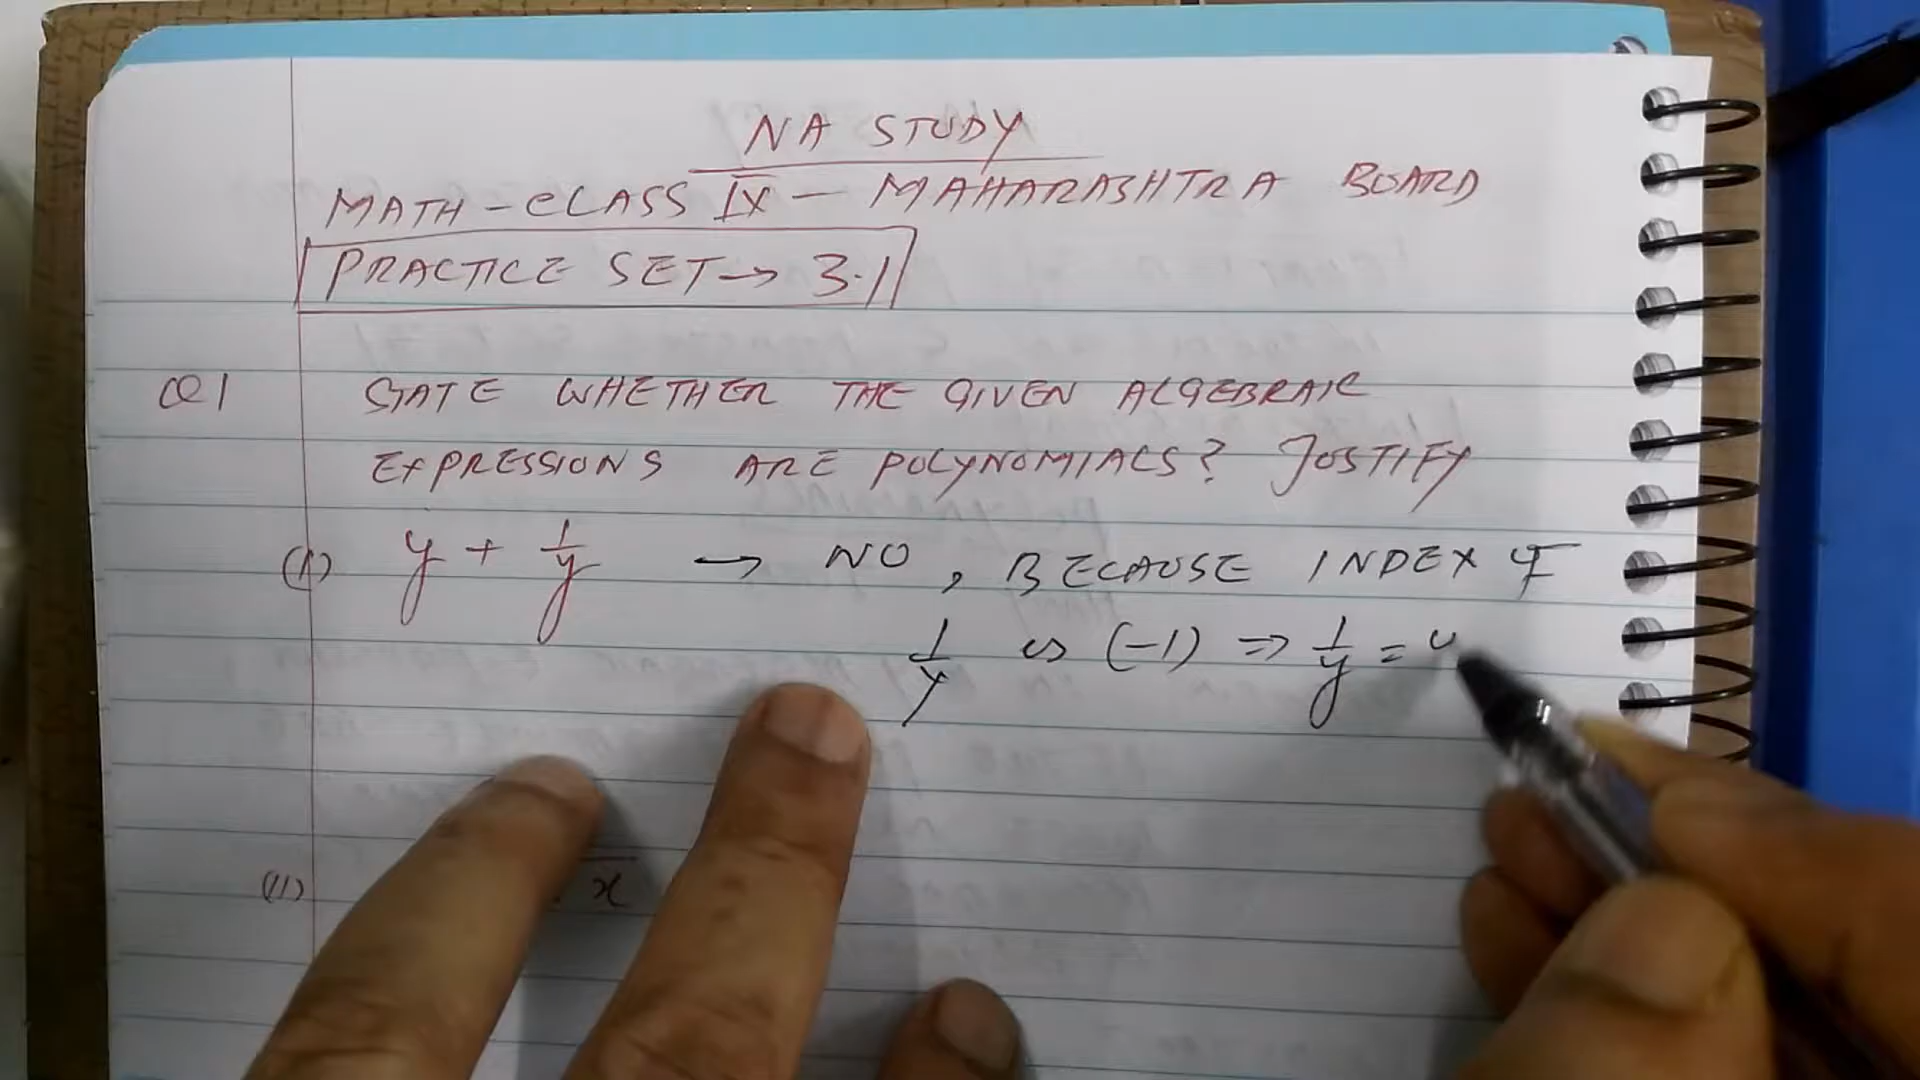 NA STUDY
MATH - CLASS IX - MAHARASHTRA BOARD
PRACTICE SET → 3.1
Q1 STATE WHETHER THE GIVEN ALGEBRAIC
EXPRESSIONS ARE POLYNOMIALS? JUSTIFY
(I) y + 1/y → NO, BECAUSE INDEX OF
1/y is (-1) ⇒ 1/y = y
(II) x